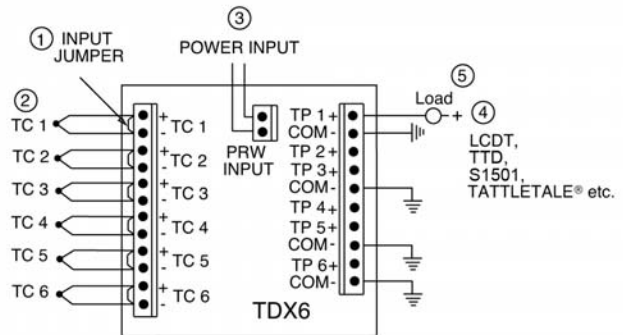 ① INPUT
JUMPER
②
TC 1
TC 2
TC 3
TC 4
TC 5
TC 6
③
POWER INPUT
+ TC 1
-
+ TC 2
-
+ TC 3
-
+ TC 4
-
+ TC 5
-
+ TC 6
-
PRW
INPUT
TP 1+
COM-
TP 2+
TP 3+
COM-
TP 4+
TP 5+
COM-
TP 6+
COM-
TDX6
⑤
Load
+
④
LCDT,
TTD,
S1501,
TATTLETALE® etc.